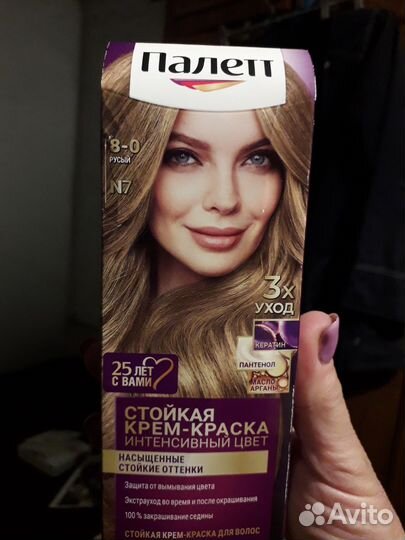 Палетт
8-0
РУСЫЙ
N7
3x
УХОД
КЕРАТИН
ПАНТЕНОЛ
МАСЛО
АРГАНЫ
25 ЛЕТ
С ВАМИ
СТОЙКАЯ
КРЕМ-КРАСКА
ИНТЕНСИВНЫЙ ЦВЕТ
НАСЫЩЕННЫЕ
СТОЙКИЕ ОТТЕНКИ
Защита от вымывания цвета
Экстрауход во время и после окрашивания
100% закрашивание седины
СТОЙКАЯ КРЕМ-КРАСКА ДЛЯ ВОЛОС
Avito